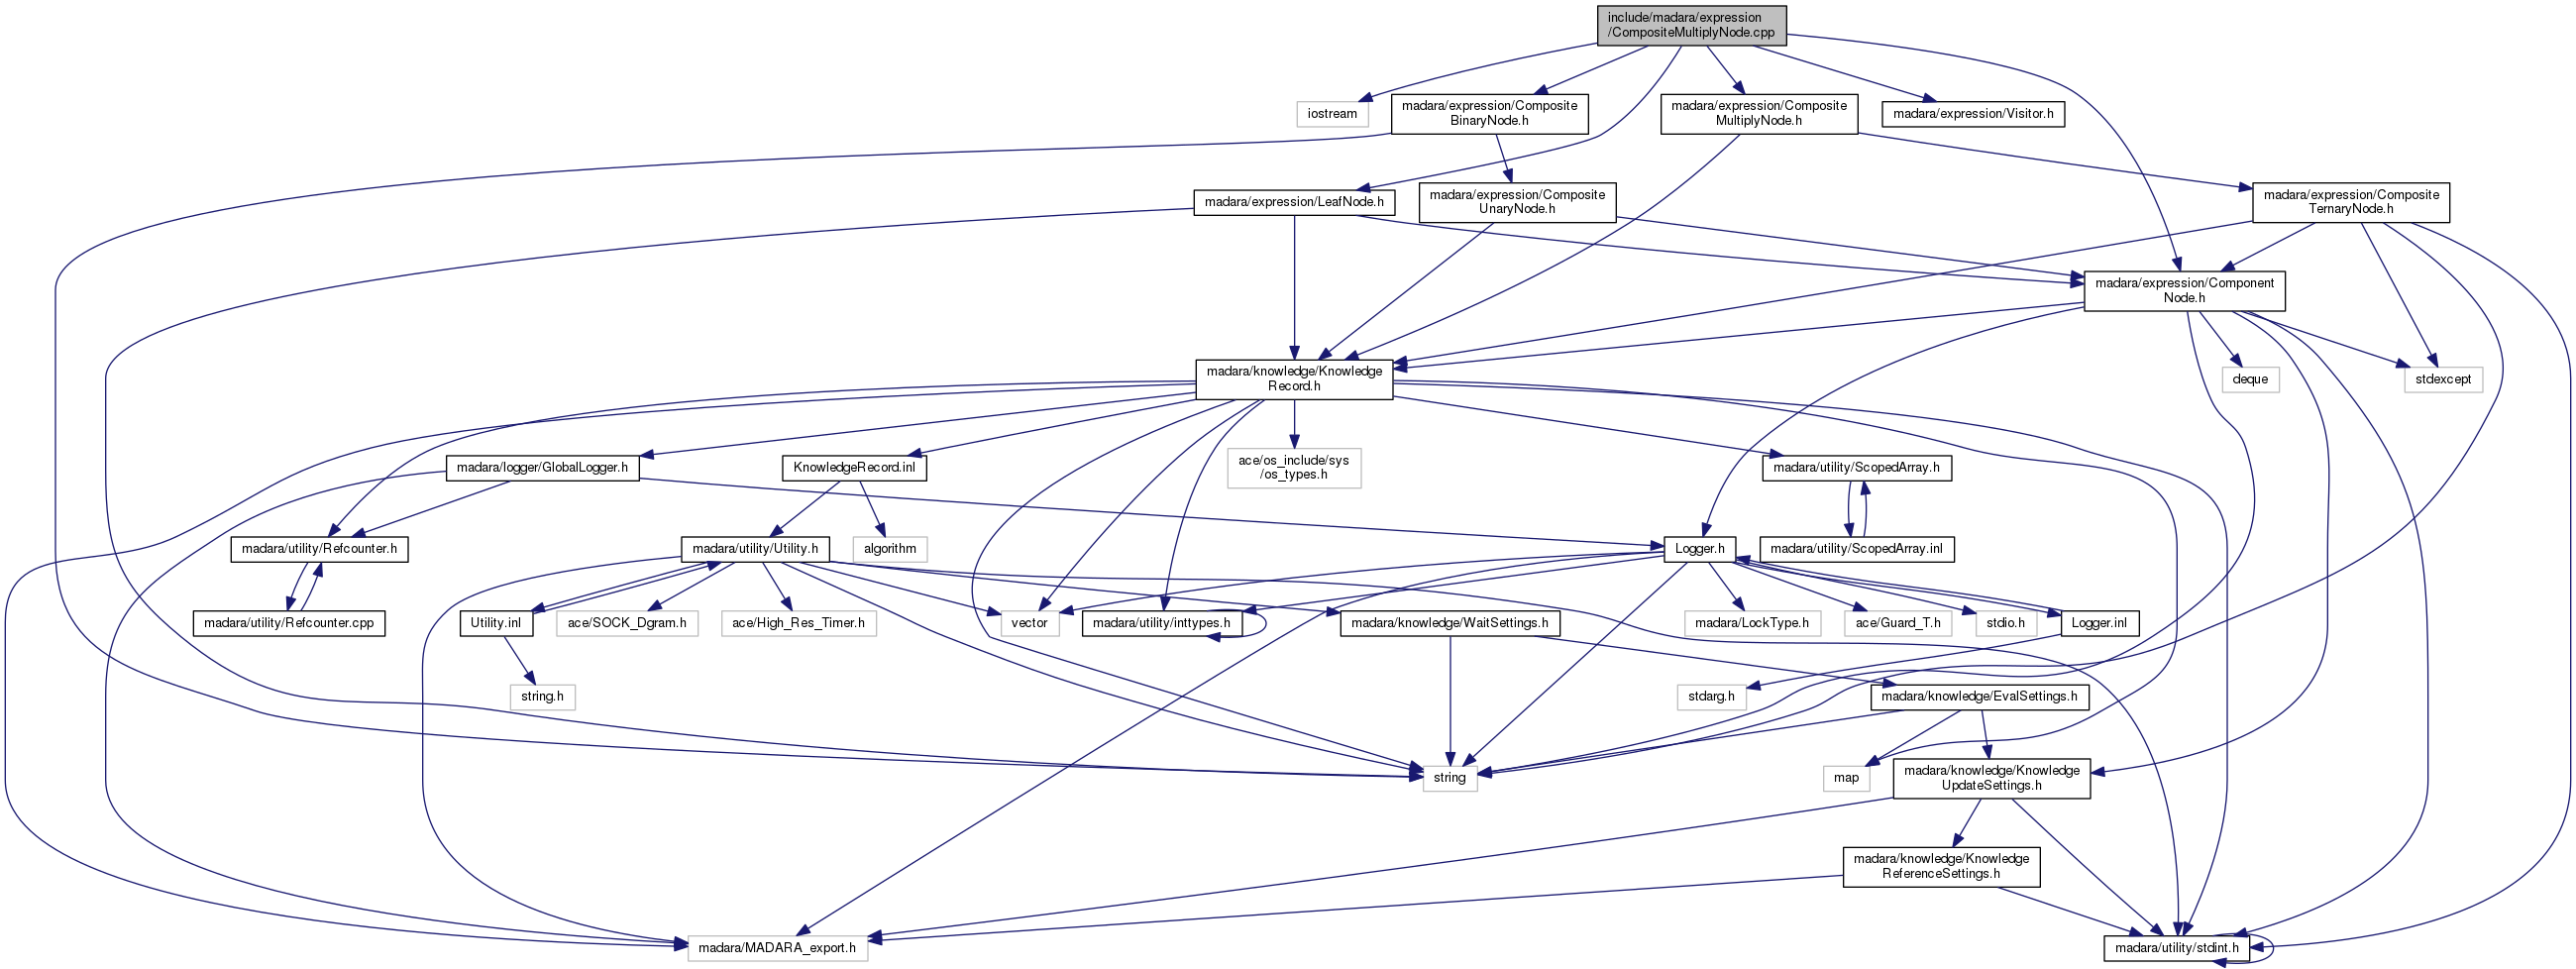 include/madara/expression
/CompositeMultiplyNode.cpp
iostream
madara/expression/Composite
BinaryNode.h
madara/expression/Composite
MultiplyNode.h
madara/expression/Visitor.h
madara/expression/LeafNode.h
madara/expression/Composite
UnaryNode.h
madara/expression/Composite
TernaryNode.h
madara/expression/Component
Node.h
madara/knowledge/Knowledge
Record.h
deque
stdexcept
madara/logger/GlobalLogger.h
KnowledgeRecord.inl
ace/os_include/sys
/os_types.h
madara/utility/ScopedArray.h
madara/utility/Refcounter.h
madara/utility/Utility.h
algorithm
Logger.h
madara/utility/ScopedArray.inl
madara/utility/Refcounter.cpp
Utility.inl
ace/SOCK_Dgram.h
ace/High_Res_Timer.h
vector
madara/utility/inttypes.h
madara/knowledge/WaitSettings.h
madara/LockType.h
ace/Guard_T.h
stdio.h
Logger.inl
string.h
stdarg.h
madara/knowledge/EvalSettings.h
string
map
madara/knowledge/Knowledge
UpdateSettings.h
madara/knowledge/Knowledge
ReferenceSettings.h
madara/MADARA_export.h
madara/utility/stdint.h